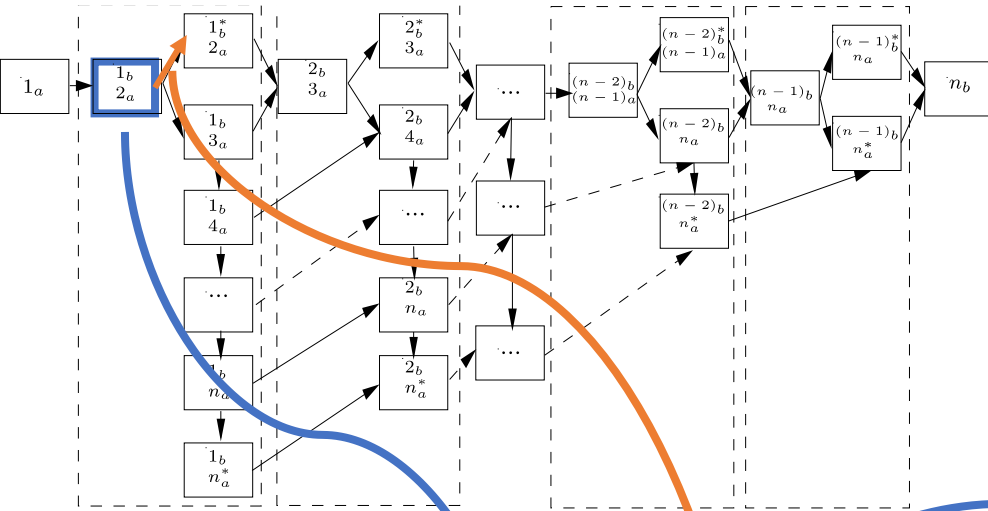 1_a
1_b
2_a
1_b^*
2_a
1_b
3_a
1_b
4_a
...
1_b
n_a
1_b
n_a^*
2_b
3_a
2_b^*
3_a
2_b
4_a
...
2_b
n_a
2_b
n_a^*
...
...
...
(n − 2)_b
(n − 1)_a
(n − 2)_b^*
(n − 1)_a
(n − 2)_b
n_a
(n − 2)_b
n_a^*
(n − 1)_b
n_a
(n − 1)_b^*
n_a
(n − 1)_b
n_a^*
n_b